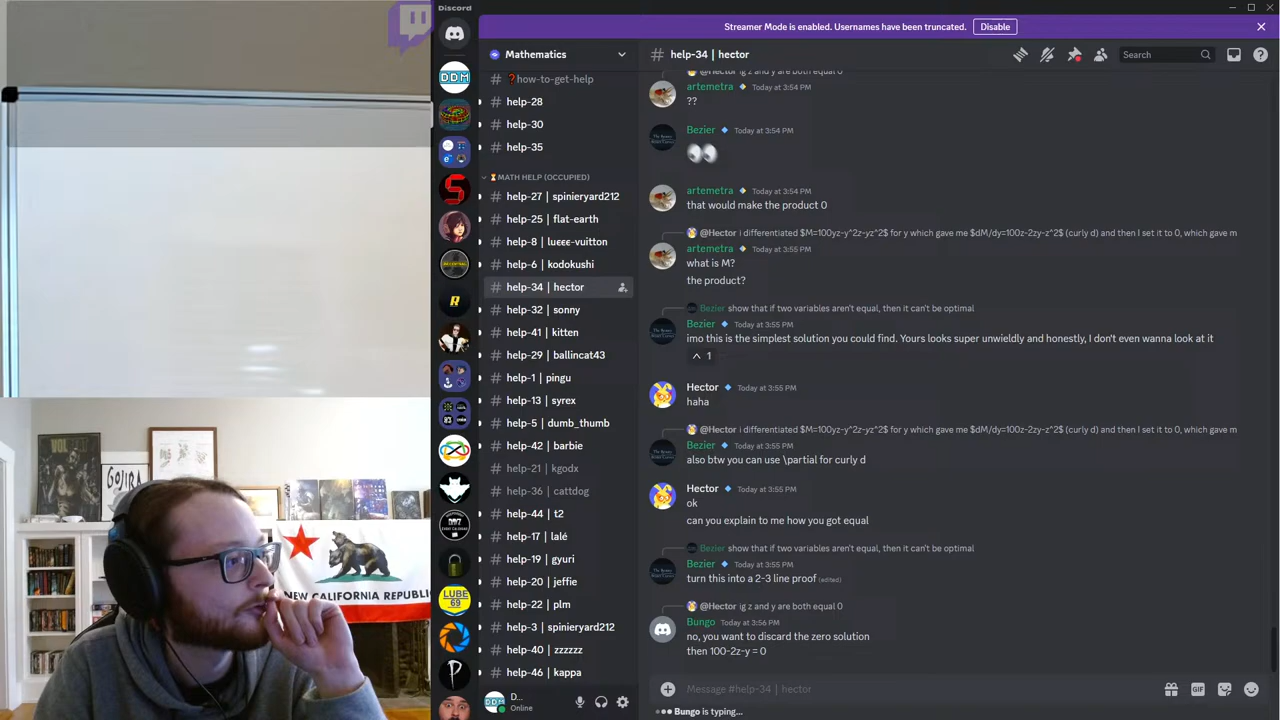 Discord
Streamer Mode is enabled. Usernames have been truncated.
Disable
Mathematics
❓how-to-get-help
help-28
help-30
help-35
MATH HELP (OCCUPIED)
help-27 | spinieryard212
help-25 | flat-earth
help-8 | luєєє-vuitton
help-6 | kodokushi
help-34 | hector
help-32 | sonny
help-41 | kitten
help-29 | ballincat43
help-1 | pingu
help-13 | syrex
help-5 | dumb_thumb
help-42 | barbie
help-21 | kgodx
help-36 | cattdog
help-44 | t2
help-17 | lalé
help-19 | gyuri
help-20 | jeffie
help-22 | plm
help-3 | spinieryard212
help-40 | zzzzzz
help-46 | kappa
D...
Online
DDM
S
R
LUBE
69
P
DDM
# help-34 | hector
Search
@Hector ig z and y are both equal 0
artemetra Today at 3:54 PM
??
Bezier Today at 3:54 PM
👀
artemetra Today at 3:54 PM
that would make the product 0
@Hector i differentiated $M=100yz-y^2z-yz^2$ for y which gave me $dM/dy=100z-2zy-z^2$ (curly d) and then I set it to 0, which gave m
artemetra Today at 3:55 PM
what is M?
the product?
Bezier show that if two variables aren't equal, then it can't be optimal
Bezier Today at 3:55 PM
imo this is the simplest solution you could find. Yours looks super unwieldly and honestly, I don't even wanna look at it
1
Hector Today at 3:55 PM
haha
@Hector i differentiated $M=100yz-y^2z-yz^2$ for y which gave me $dM/dy=100z-2zy-z^2$ (curly d) and then I set it to 0, which gave m
Bezier Today at 3:55 PM
also btw you can use \partial for curly d
Hector Today at 3:55 PM
ok
can you explain to me how you got equal
Bezier show that if two variables aren't equal, then it can't be optimal
Bezier Today at 3:55 PM
turn this into a 2-3 line proof (edited)
@Hector ig z and y are both equal 0
Bungo Today at 3:56 PM
no, you want to discard the zero solution
then 100-2z-y = 0
Message #help-34 | hector
GIF
Bungo is typing...
GOJIRA
NEW CALIFORNIA REPUBLIC